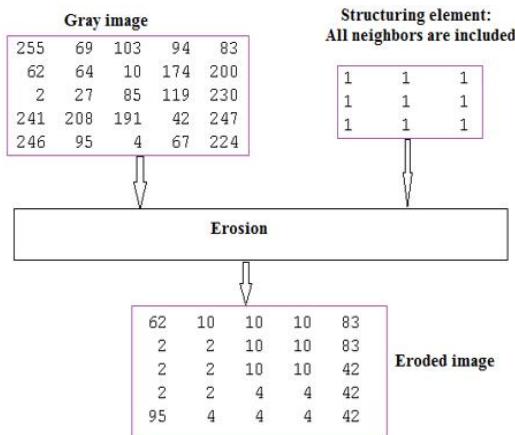 Gray image
255 69 103 94 83
62 64 10 174 200
2 27 85 119 230
241 208 191 42 247
246 95 4 67 224
Structuring element:
All neighbors are included
1 1 1
1 1 1
1 1 1
Erosion
62 10 10 10 83
2 2 10 10 83
2 2 10 10 42
2 2 4 4 42
95 4 4 4 42
Eroded image